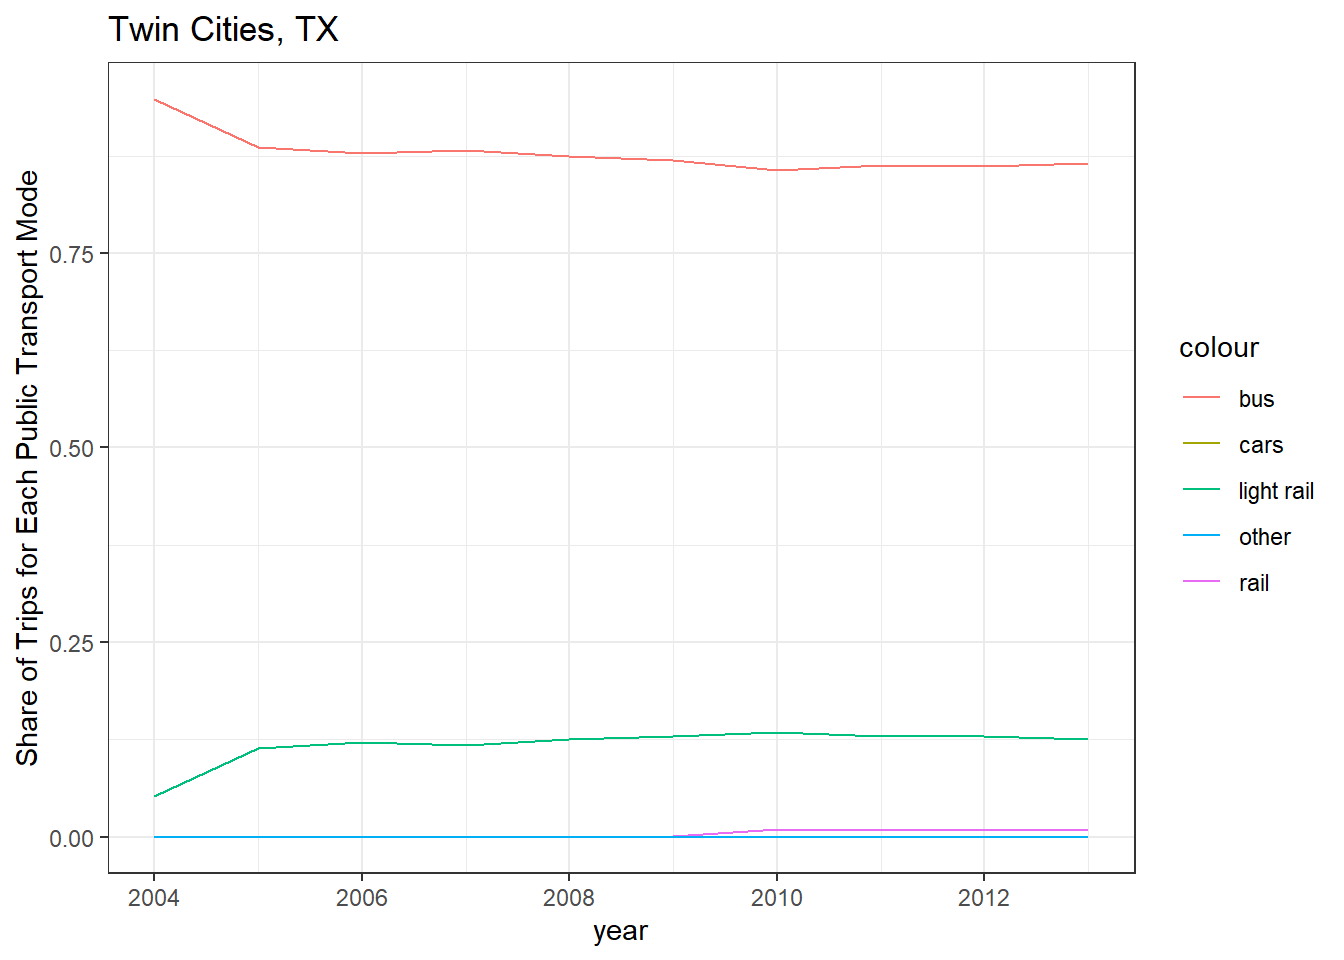 Twin Cities, TX
Share of Trips for Each Public Transport Mode
0.75
0.50
0.25
0.00
2004 2006 2008 2010 2012
year
colour
bus
cars
light rail
other
rail